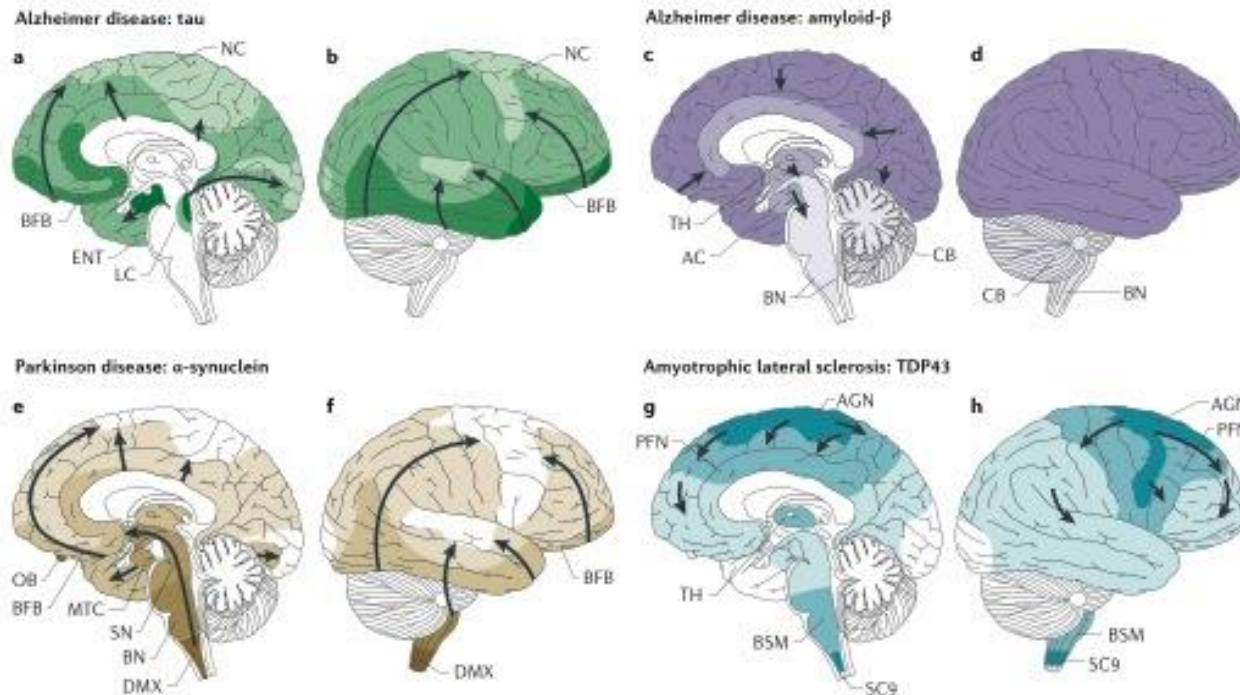 Alzheimer disease: tau
Alzheimer disease: amyloid-β
a
NC
b
NC
BFB
ENT
LC
BFB
c
d
TH
AC
BN
CB
CB
BN
Parkinson disease: α-synuclein
Amyotrophic lateral sclerosis: TDP43
e
f
OB
BFB
MTC
SN
BN
DMX
BFB
DMX
g
AGN
PFN
h
AGN
PFN
TH
BSM
SC9
BSM
SC9